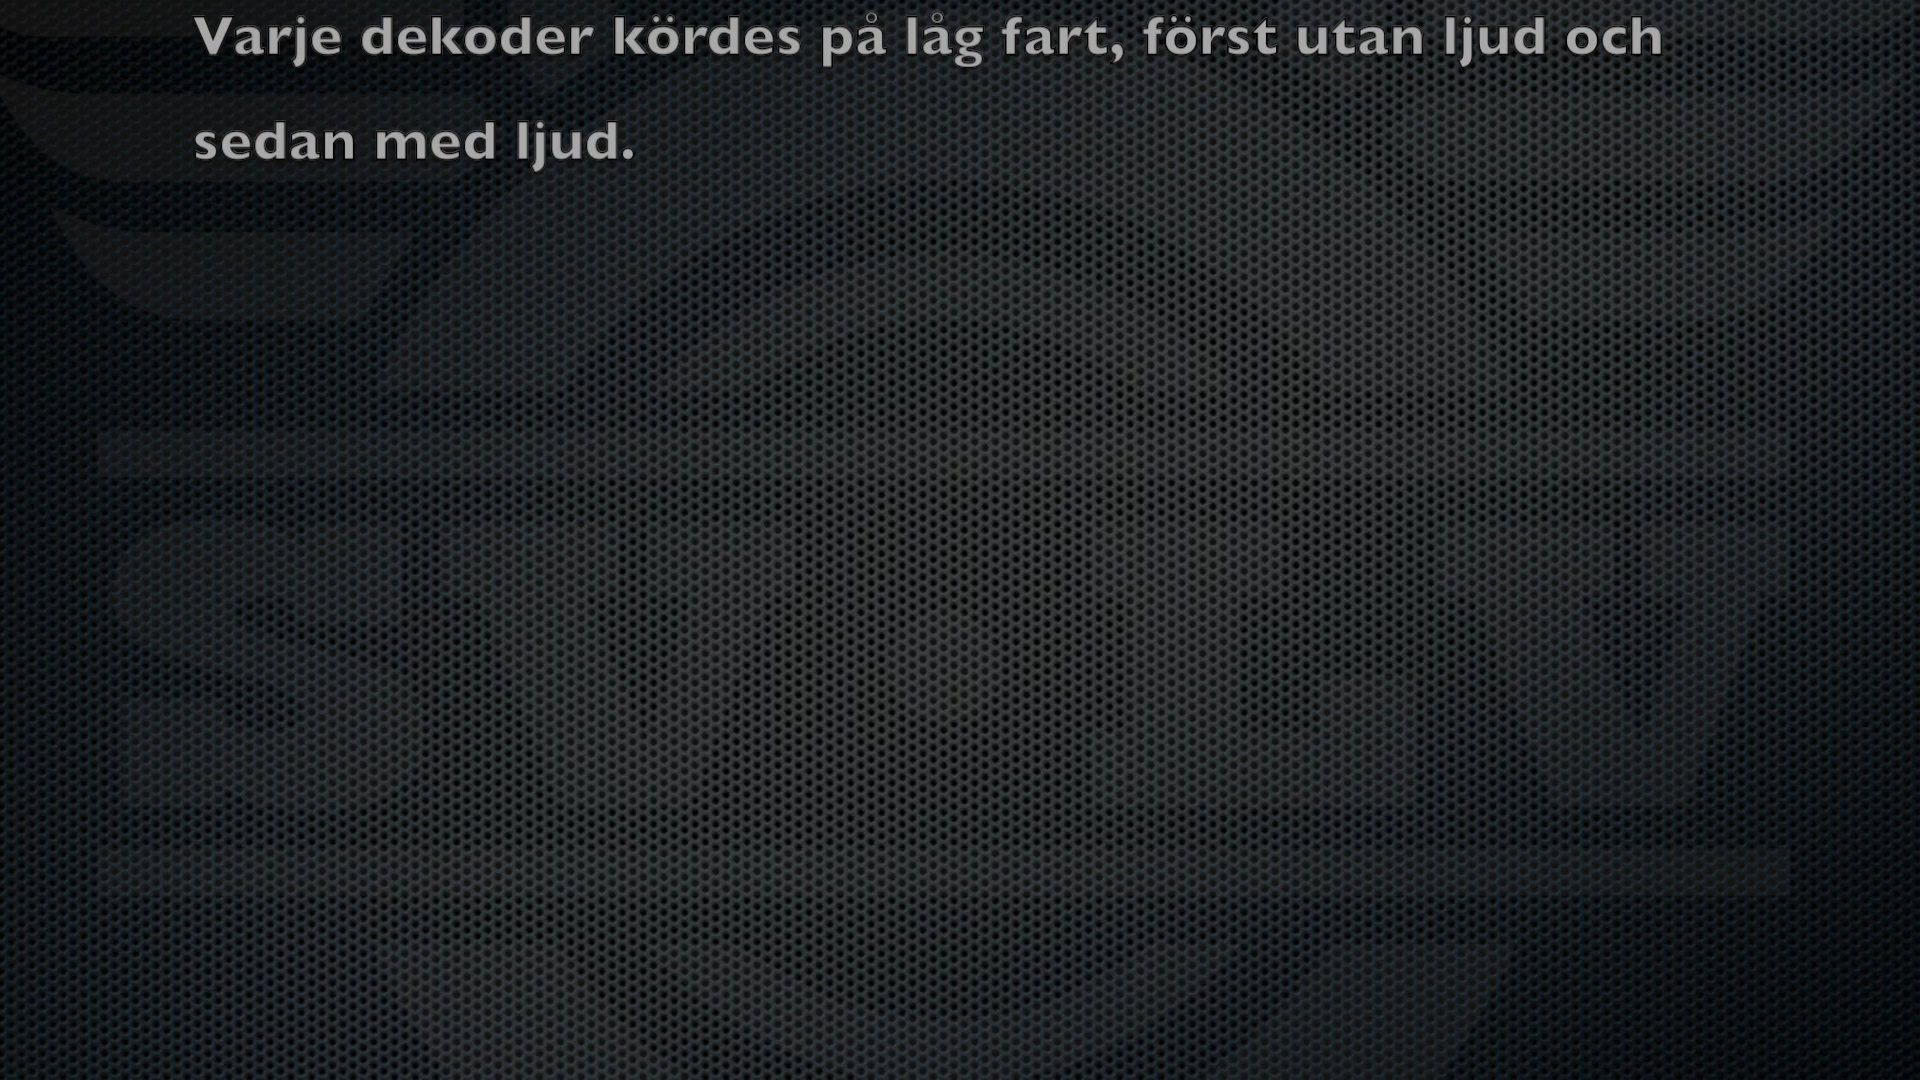 Varje dekoder kördes på låg fart, först utan ljud och
sedan med ljud.